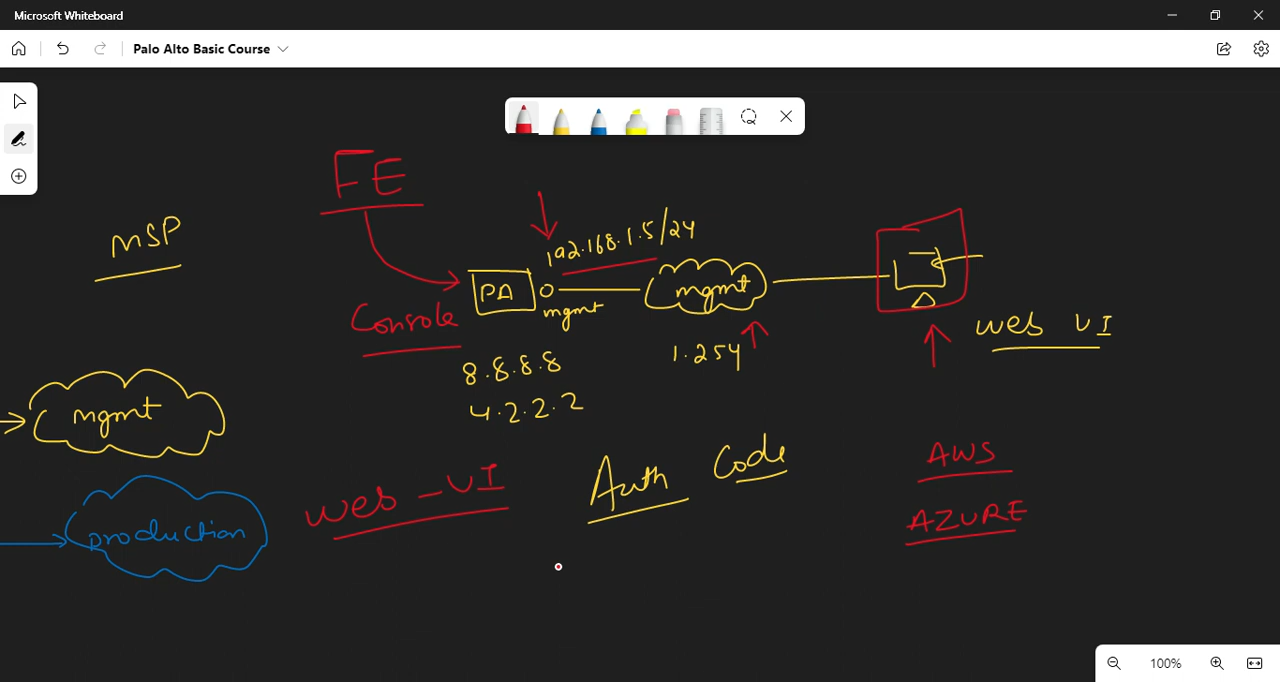 Microsoft Whiteboard
Palo Alto Basic Course
FE
MSP
192.168.1.5/24
PA
mgmt
mgmt
Console
web UI
1.254
8.8.8.8
4.2.2.2
mgmt
Auth Code
AWS
web-UI
AZURE
production
100%